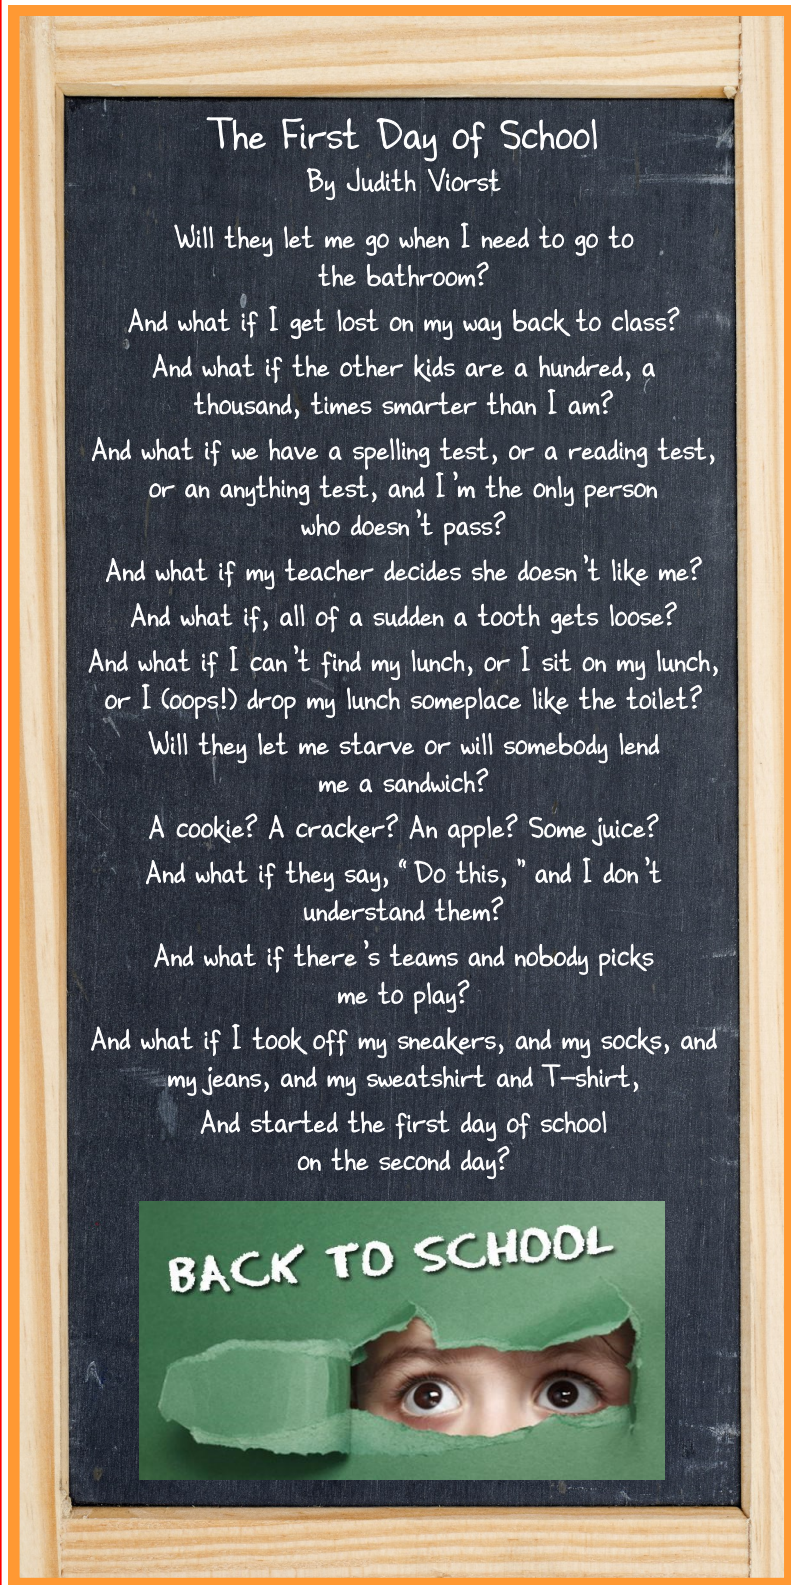 The First Day of School
By Judith Viorst
Will they let me go when I need to go to
the bathroom?
And what if I get lost on my way back to class?
And what if the other kids are a hundred, a
thousand, times smarter than I am?
And what if we have a spelling test, or a reading test,
or an anything test, and I'm the only person
who doesn't pass?
And what if my teacher decides she doesn't like me?
And what if, all of a sudden a tooth gets loose?
And what if I can't find my lunch, or I sit on my lunch,
or I (oops!) drop my lunch someplace like the toilet?
Will they let me starve or will somebody lend
me a sandwich?
A cookie? A cracker? An apple? Some juice?
And what if they say, “Do this,” and I don't
understand them?
And what if there's teams and nobody picks
me to play?
And what if I took off my sneakers, and my socks, and
my jeans, and my sweatshirt and T-shirt,
And started the first day of school
on the second day?
BACK TO SCHOOL